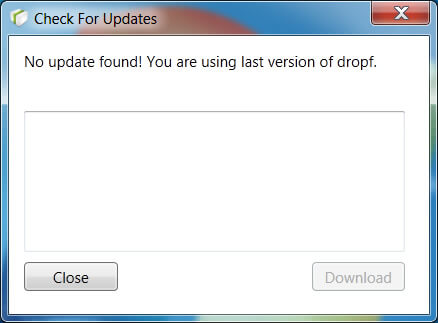 Check For Updates
No update found! You are using last version of dropf.
Close
Download